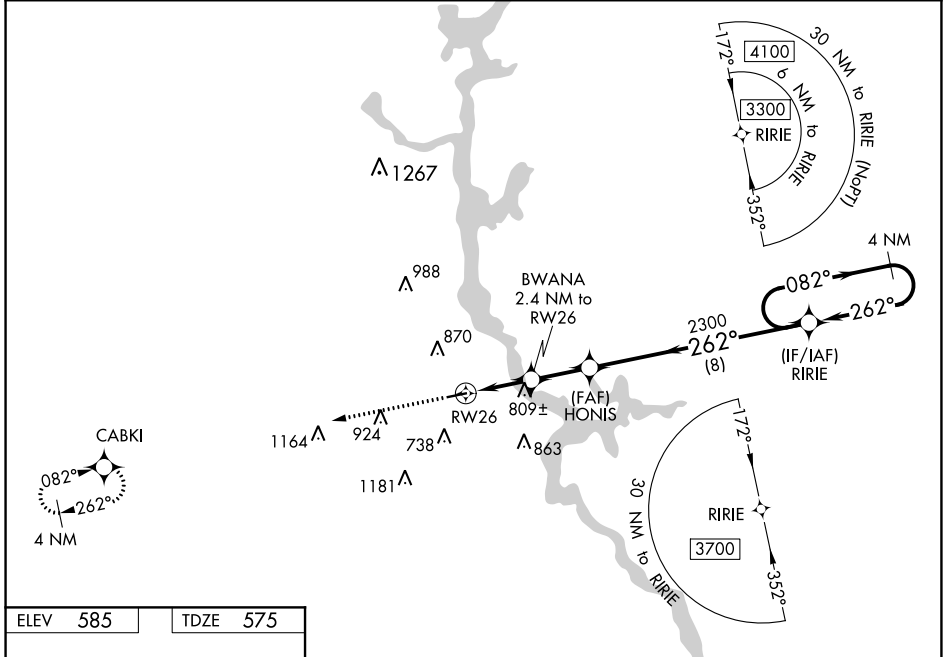 172°
4100
30 NM to RIRIE (NoPT)
6 NM to RIRIE
3300
RIRIE
352°
1267
988
870
BWANA
2.4 NM to
RW26
4 NM
082°
262°
2300
262°
(8)
(IF/IAF)
RIRIE
(FAF)
HONIS
809±
RW26
863
738
924
1164
1181
CABKI
082°
262°
4 NM
172°
RIRIE
3700
30 NM to RIRIE
352°
ELEV 585
TDZE 575